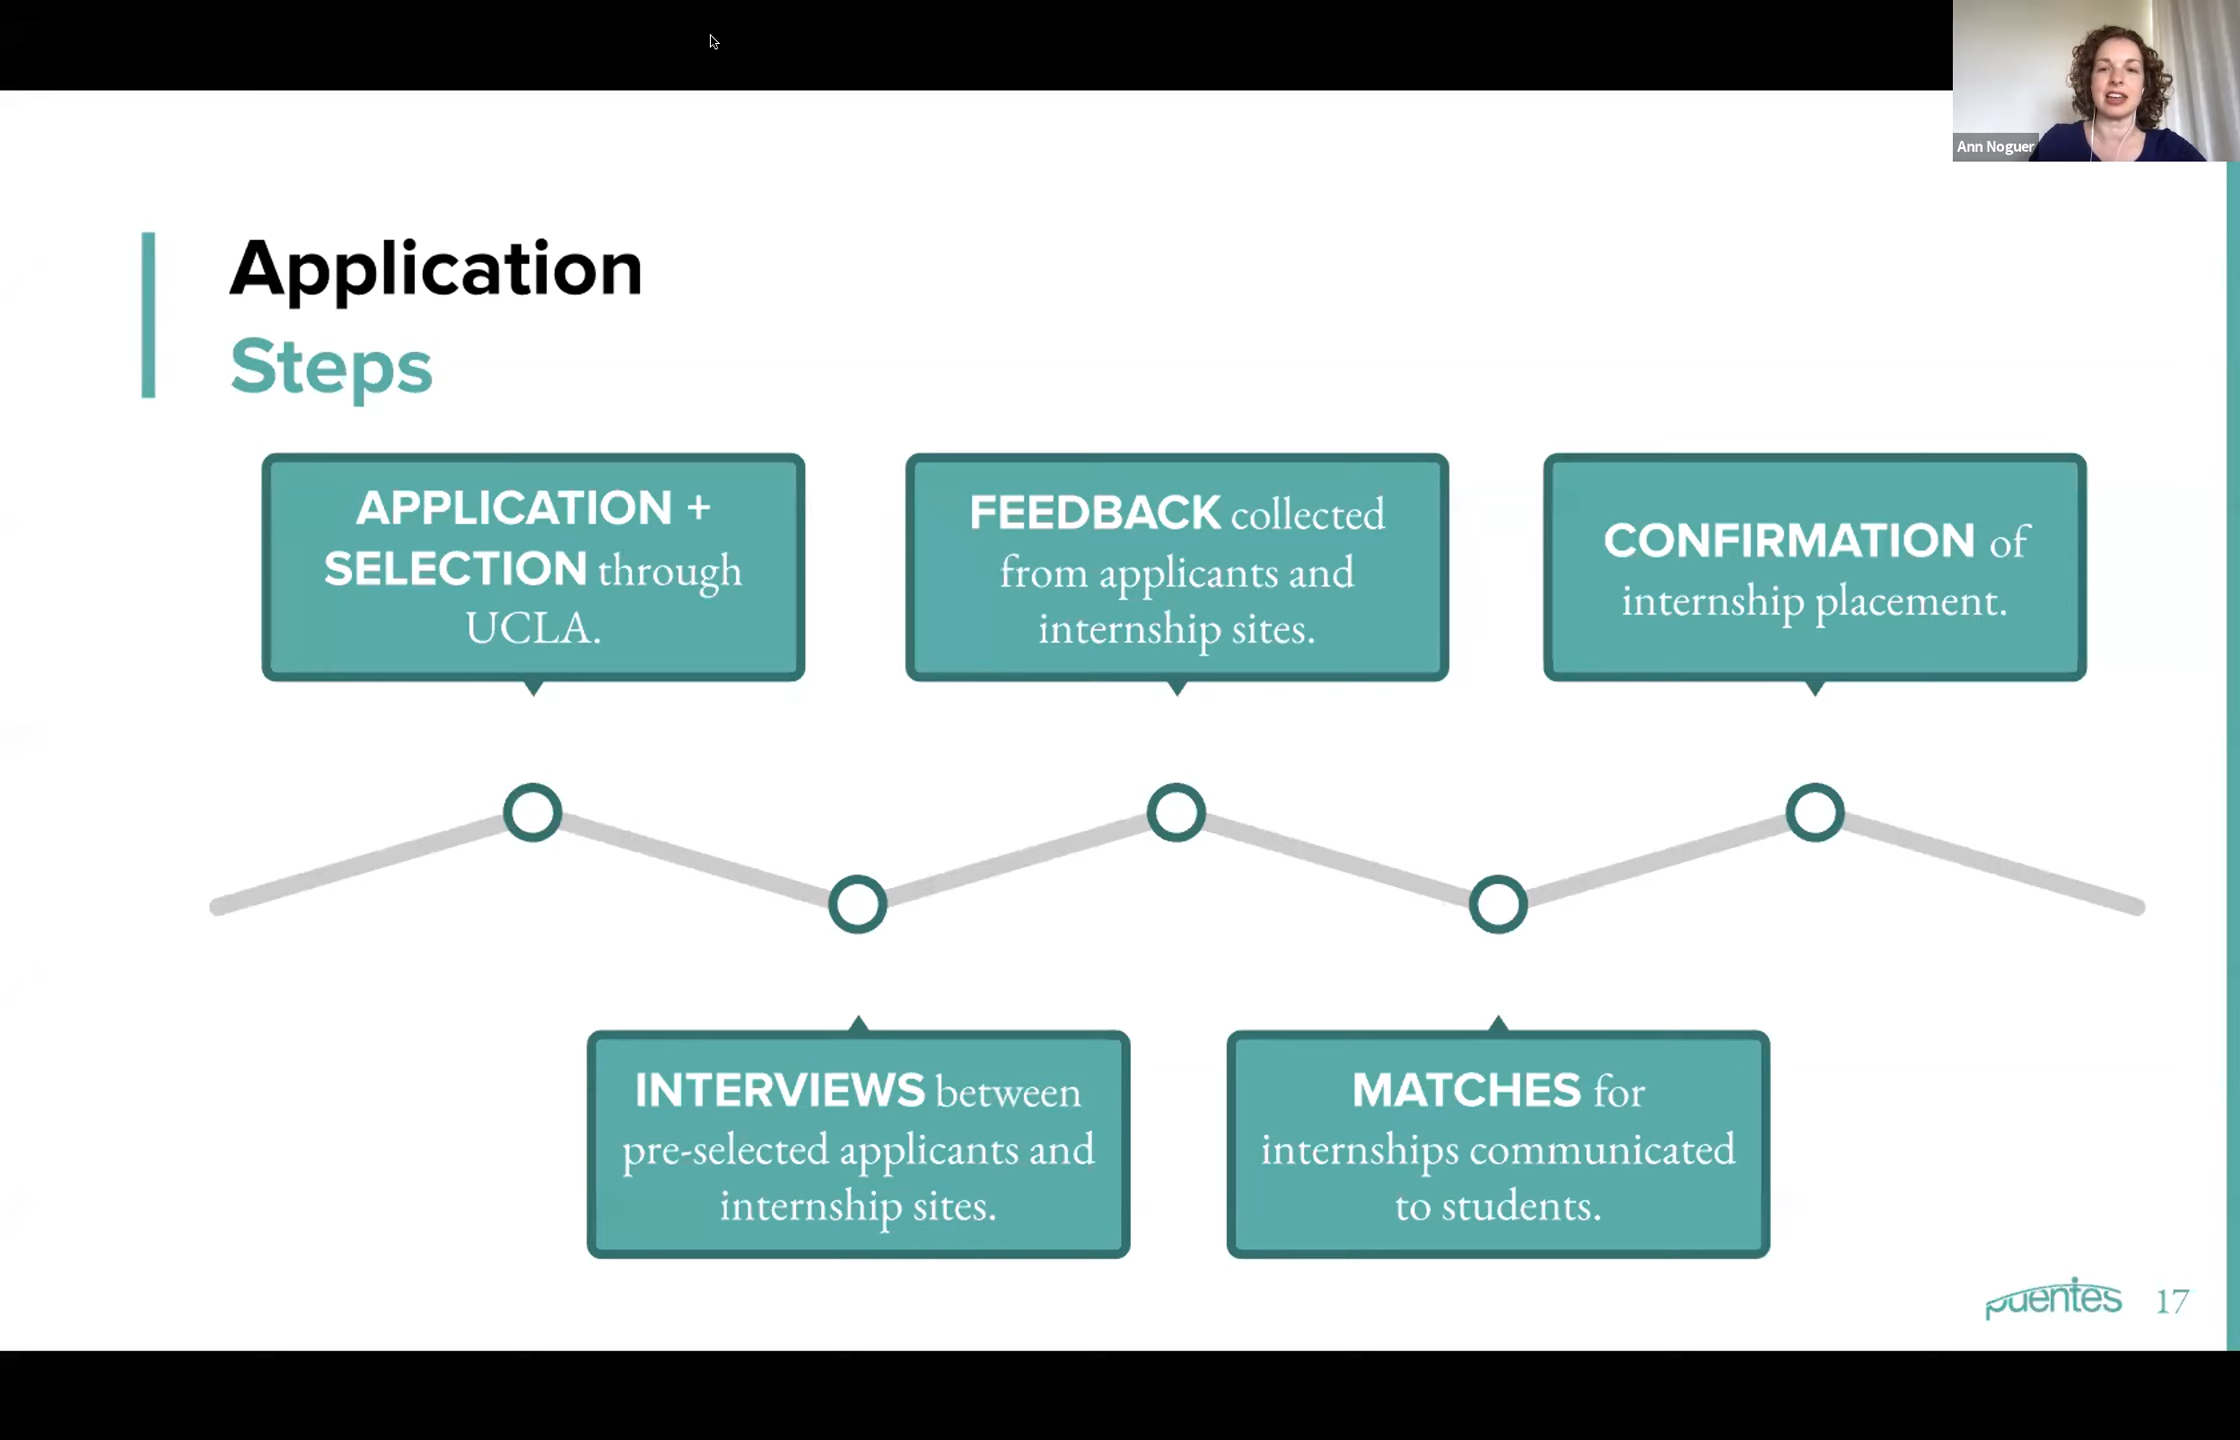 Ann Noguer
Application
Steps
APPLICATION +
SELECTION through
UCLA.
INTERVIEWS between
pre-selected applicants and
internship sites.
FEEDBACK collected
from applicants and
internship sites.
MATCHES for
internships communicated
to students.
CONFIRMATION of
internship placement.
puentes 17